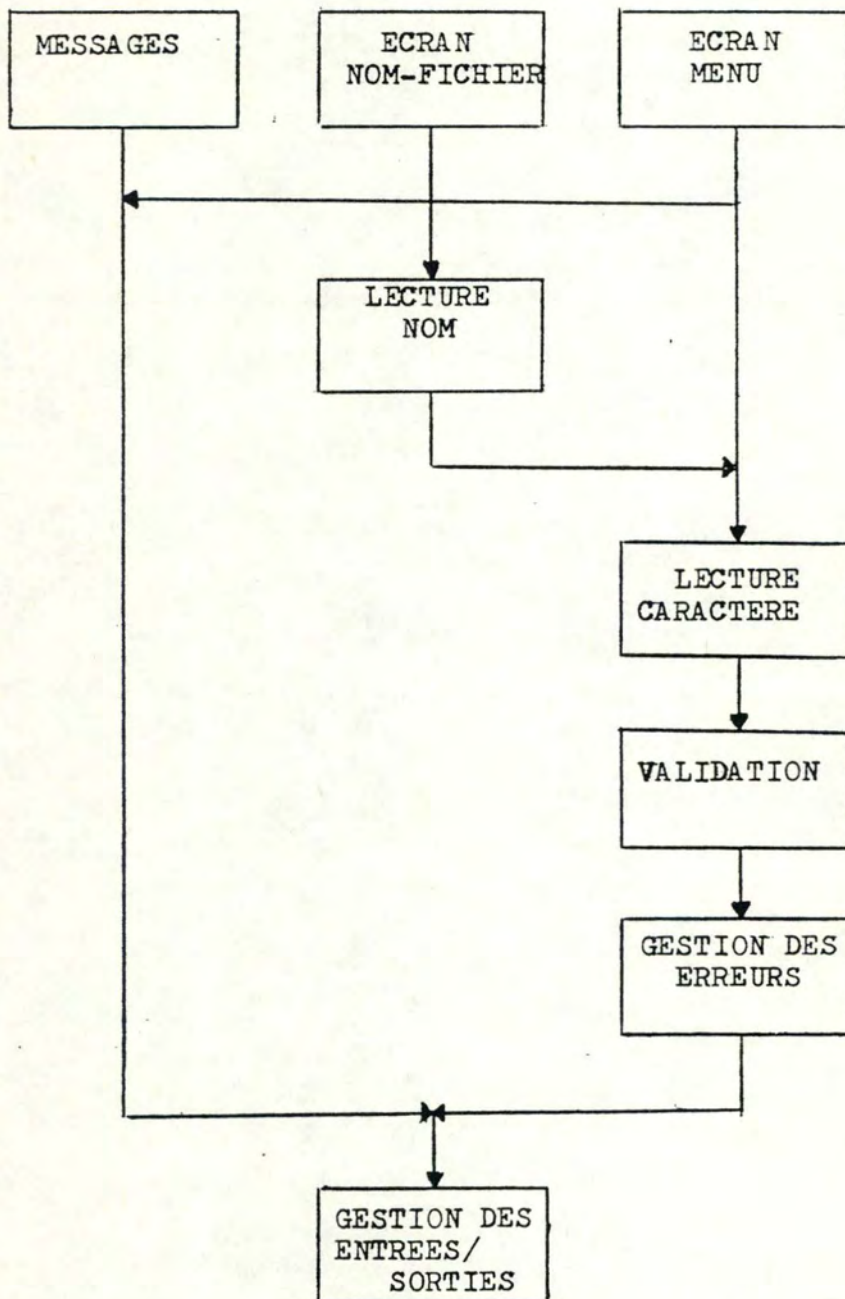 MESSAGES
ECRAN
NOM-FICHIER
ECRAN
MENU
LECTURE
NOM
LECTURE
CARACTERE
VALIDATION
GESTION DES
ERREURS
GESTION DES
ENTREES/
SORTIES